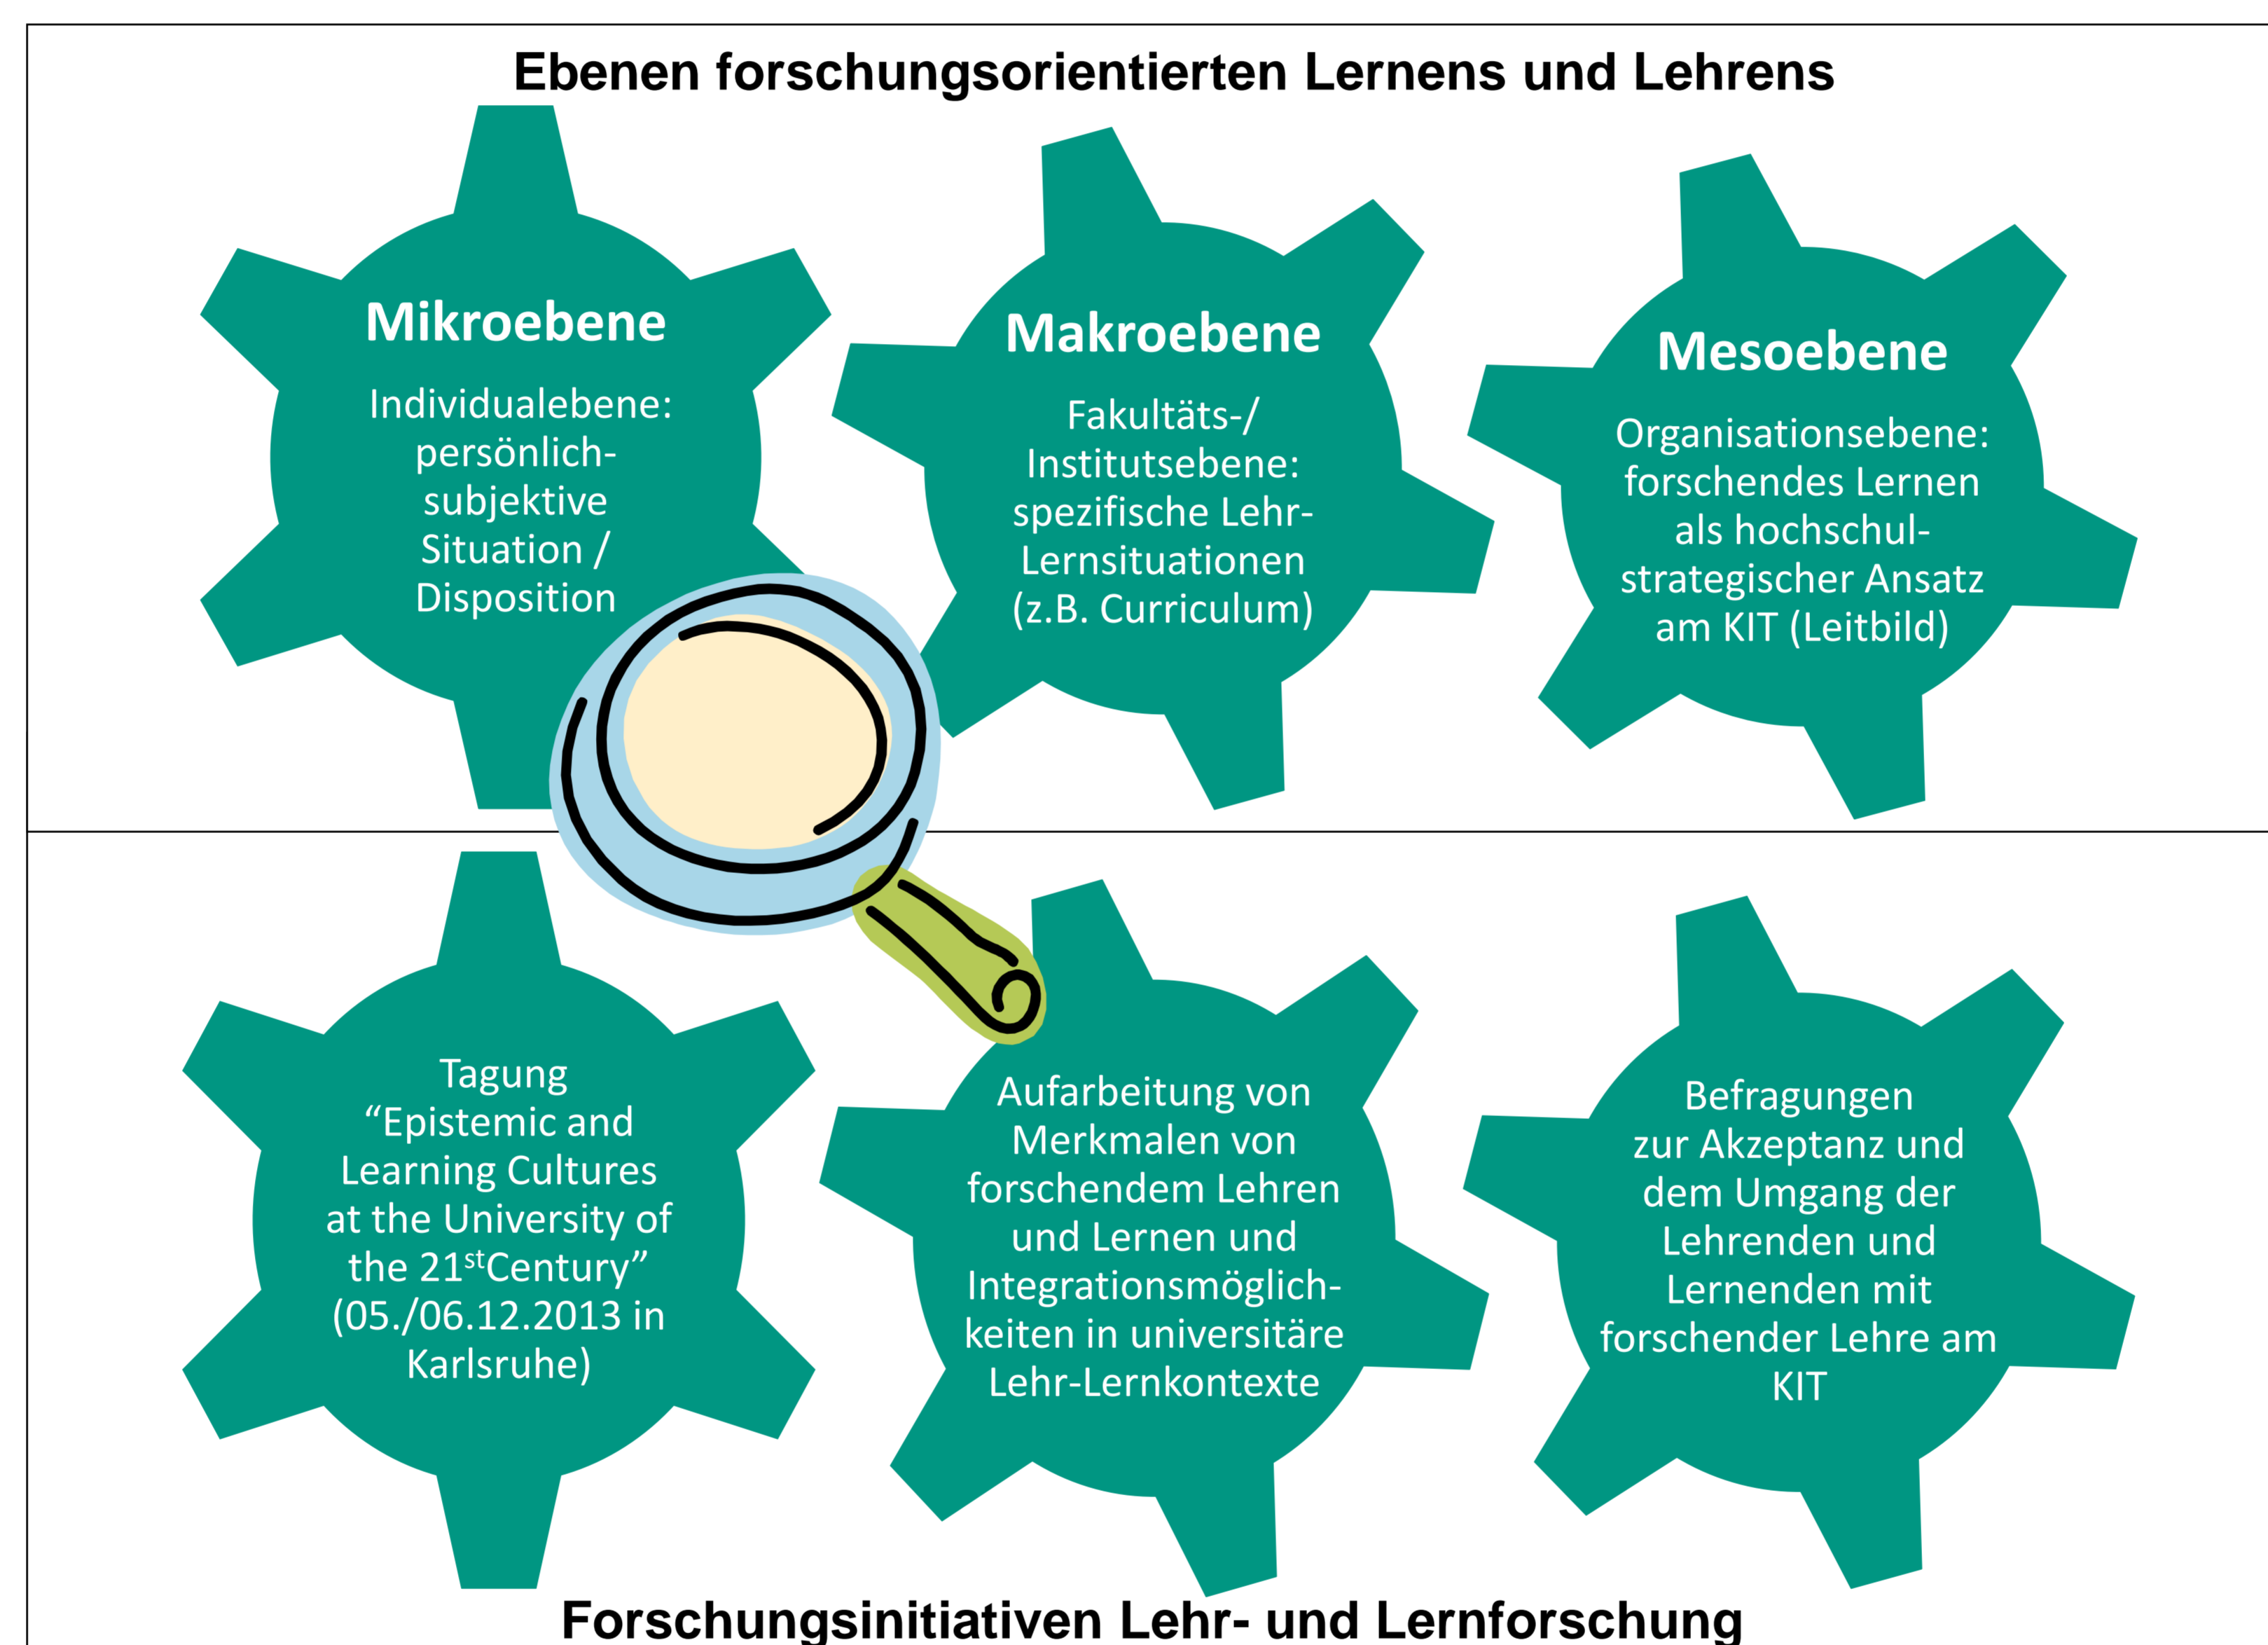 Ebenen forschungsorientierten Lernens und Lehrens
Mikroebene
Individualebene:
persönlich-
subjektive
Situation /
Disposition
Makroebene
Fakultäts-/
Institutsebene:
spezifische Lehr-
Lernsituationen
(z.B. Curriculum)
Mesoebene
Organisationsebene:
forschendes Lernen
als hochschul-
strategischer Ansatz
am KIT (Leitbild)
Tagung
“Epistemic and
Learning Cultures
at the University of
the 21stCentury”
(05./06.12.2013 in
Karlsruhe)
Aufarbeitung von
Merkmalen von
forschendem Lehren
und Lernen und
Integrationsmöglich-
keiten in universitäre
Lehr-Lernkontexte
Befragungen
zur Akzeptanz und
dem Umgang der
Lehrenden und
Lernenden mit
forschender Lehre am
KIT
Forschungsinitiativen Lehr- und Lernforschung